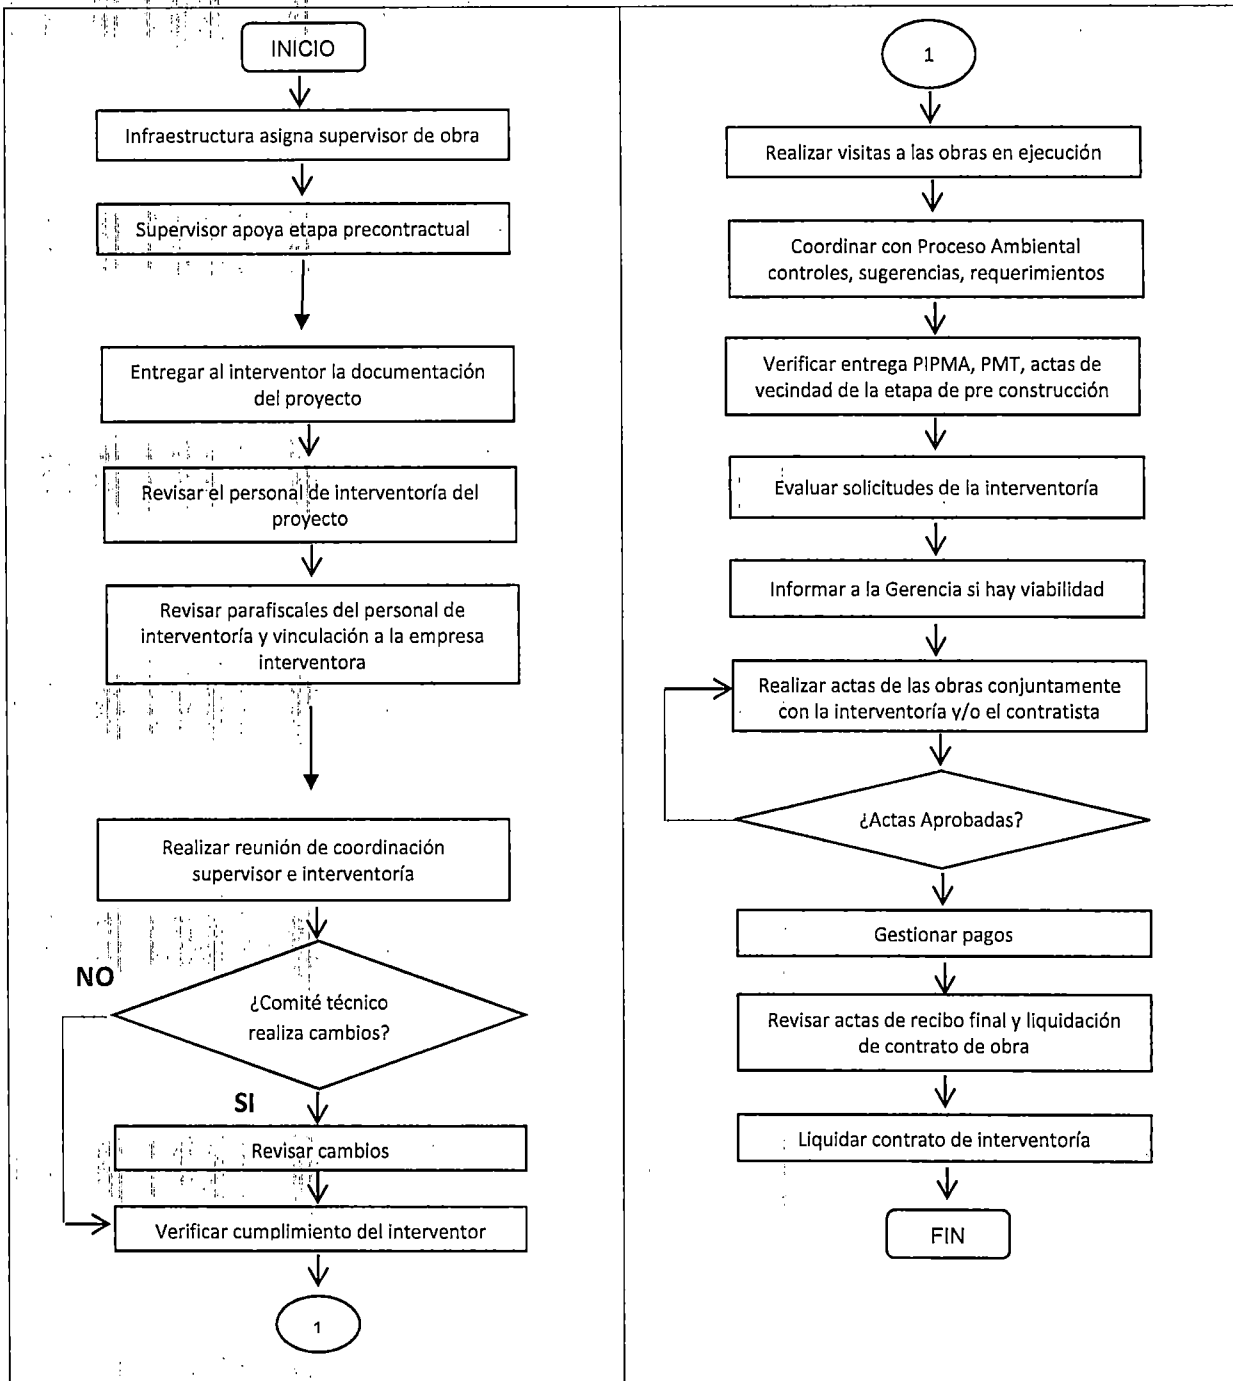 INICIO
Infraestructura asigna supervisor de obra
Supervisor apoya etapa precontractual
Entregar al interventor la documentación
del proyecto
Revisar el personal de interventoría del
proyecto
Revisar parafiscales del personal de
interventoría y vinculación a la empresa
interventora
Realizar reunión de coordinación
supervisor e interventoría
NO
¿Comité técnico
realiza cambios?
SI
Revisar cambios
Verificar cumplimiento del interventor
1
1
Realizar visitas a las obras en ejecución
Coordinar con Proceso Ambiental
controles, sugerencias, requerimientos
Verificar entrega PIPMA, PMT, actas de
vecindad de la etapa de pre construcción
Evaluar solicitudes de la interventoría
Informar a la Gerencia si hay viabilidad
Realizar actas de las obras conjuntamente
con la interventoría y/o el contratista
¿Actas Aprobadas?
Gestionar pagos
Revisar actas de recibo final y liquidación
de contrato de obra
Liquidar contrato de interventoría
FIN